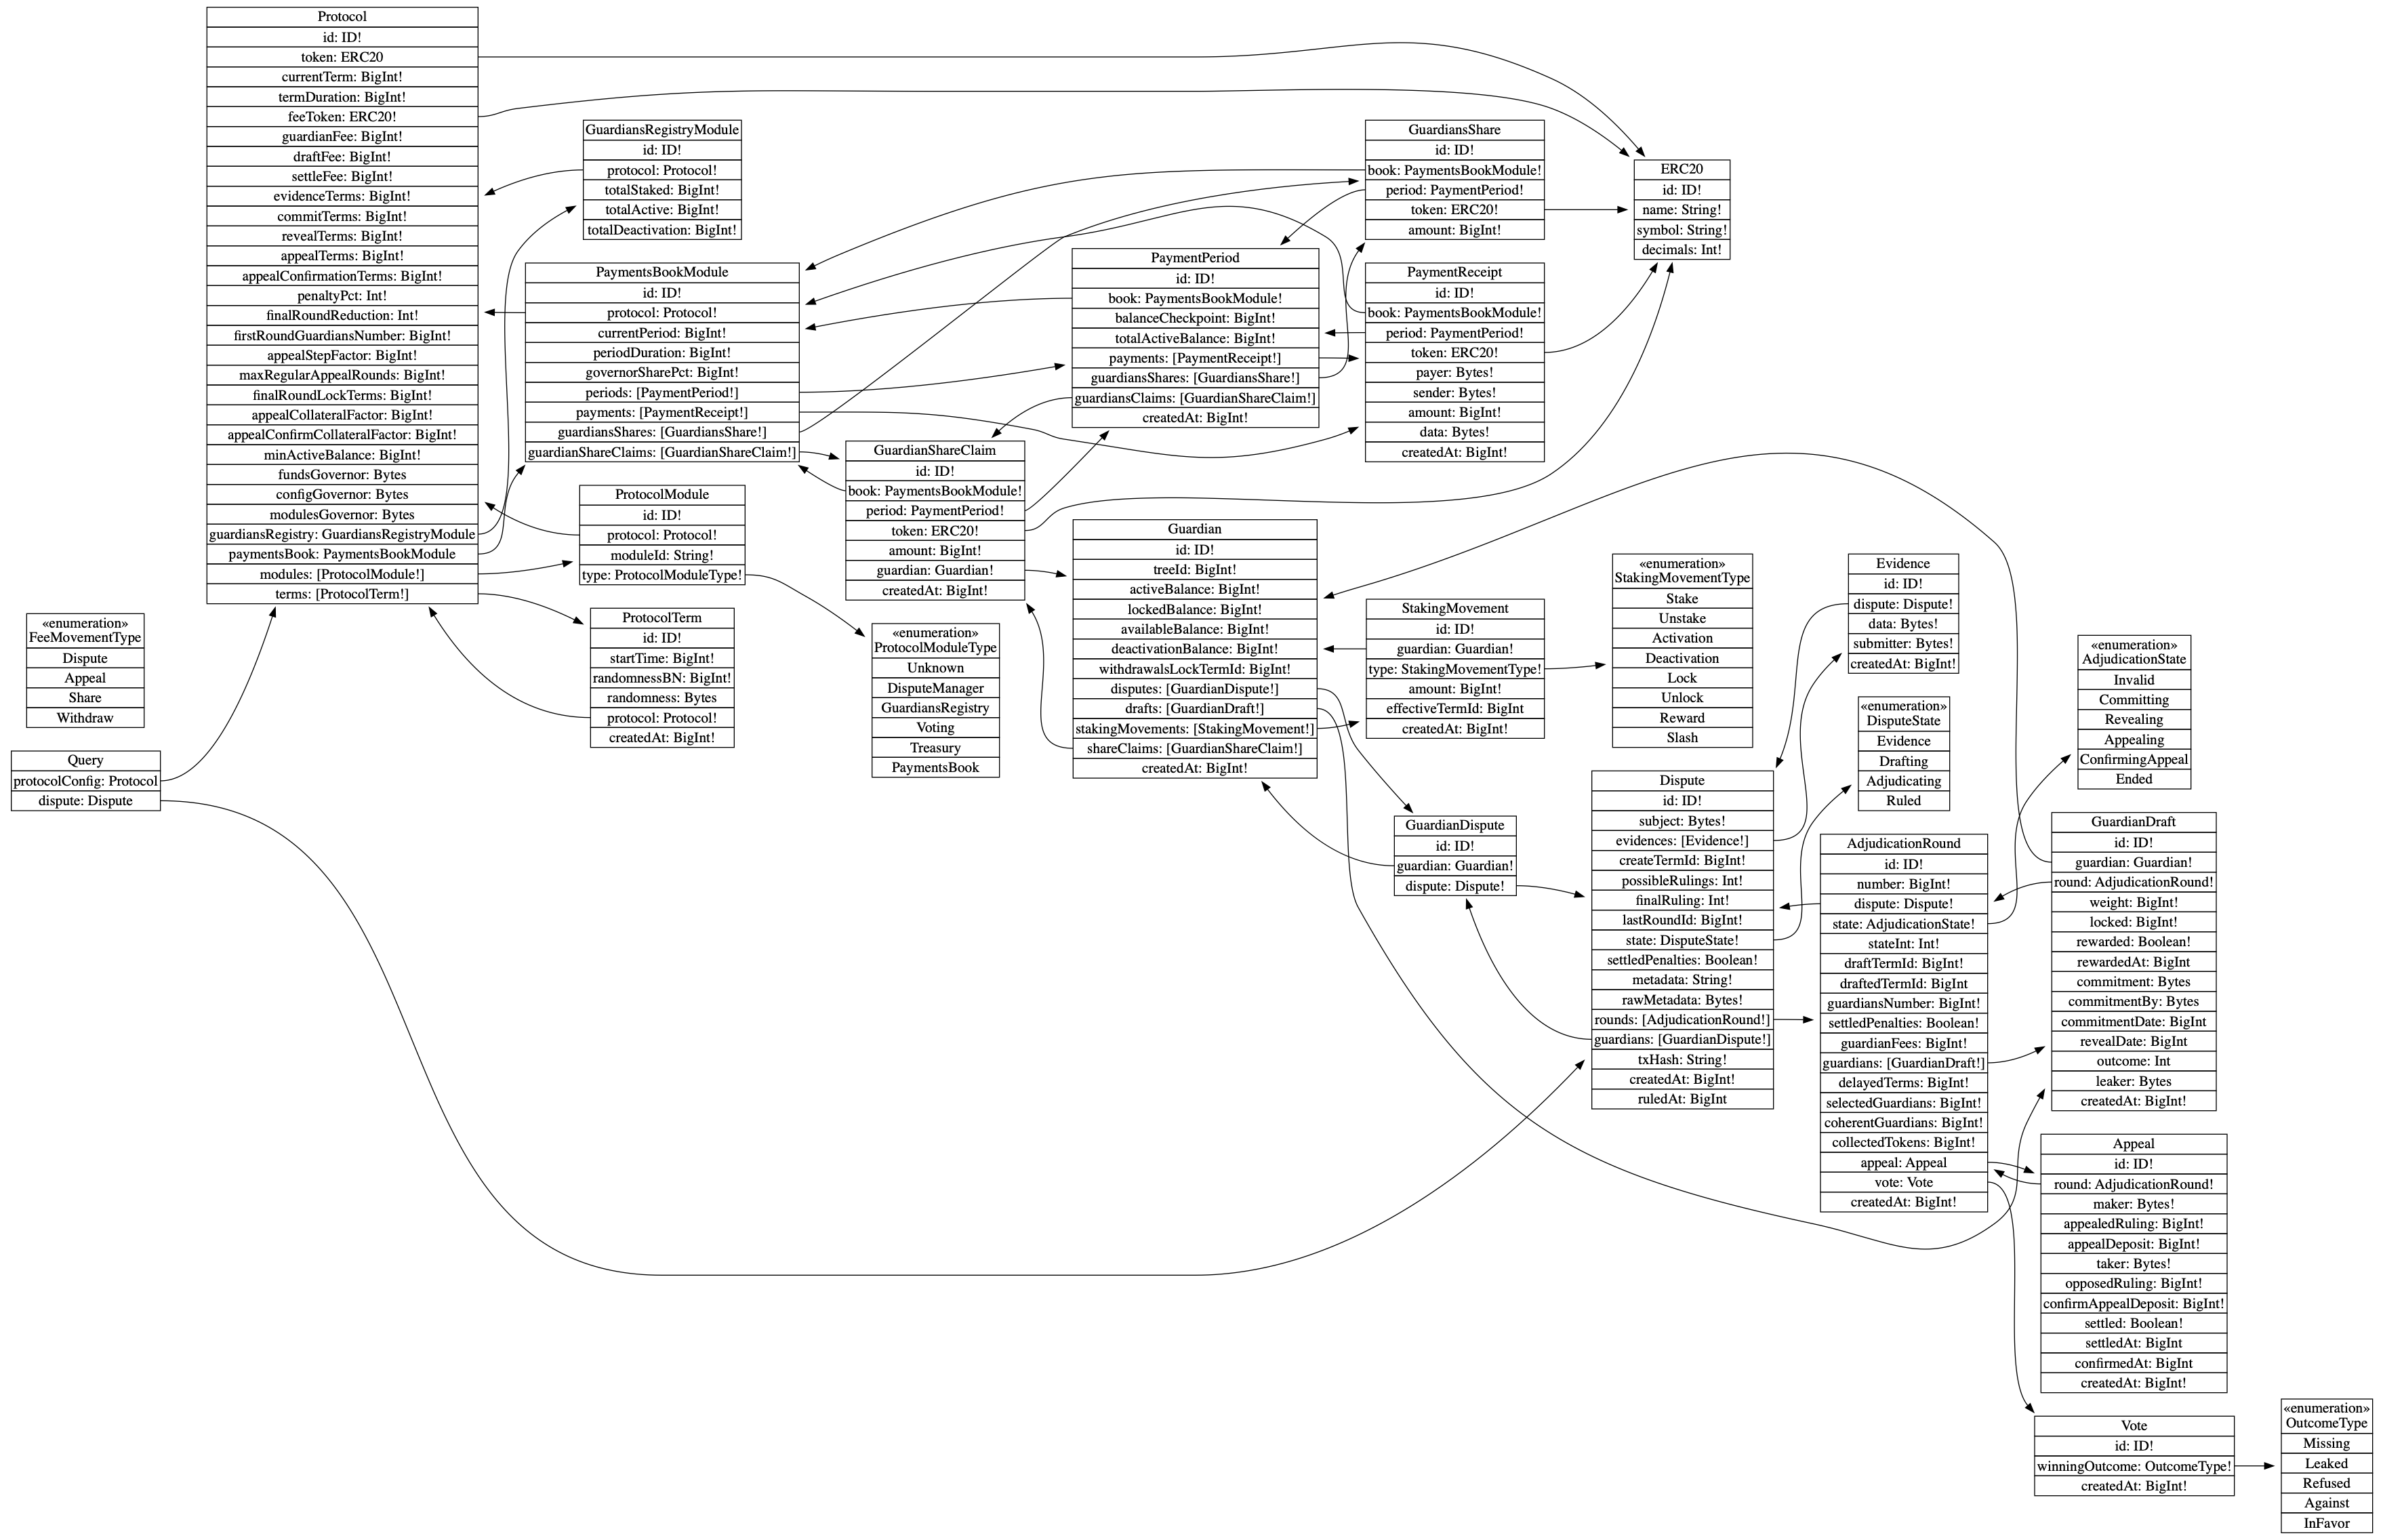 Protocol
id: ID!
token: ERC20
currentTerm: BigInt!
termDuration: BigInt!
feeToken: ERC20!
guardianFee: BigInt!
draftFee: BigInt!
settleFee: BigInt!
evidenceTerms: BigInt!
commitTerms: BigInt!
revealTerms: BigInt!
appealTerms: BigInt!
appealConfirmationTerms: BigInt!
penaltyPct: Int!
finalRoundReduction: Int!
firstRoundGuardiansNumber: BigInt!
appealStepFactor: BigInt!
maxRegularAppealRounds: BigInt!
finalRoundLockTerms: BigInt!
appealCollateralFactor: BigInt!
appealConfirmCollateralFactor: BigInt!
minActiveBalance: BigInt!
fundsGovernor: Bytes
configGovernor: Bytes
modulesGovernor: Bytes
guardiansRegistry: GuardiansRegistryModule
paymentsBook: PaymentsBookModule
modules: [ProtocolModule!]
terms: [ProtocolTerm!]
«enumeration»
FeeMovementType
Dispute
Appeal
Share
Withdraw
Query
protocolConfig: Protocol
dispute: Dispute
GuardiansRegistryModule
id: ID!
protocol: Protocol!
totalStaked: BigInt!
totalActive: BigInt!
totalDeactivation: BigInt!
PaymentsBookModule
id: ID!
protocol: Protocol!
currentPeriod: BigInt!
periodDuration: BigInt!
governorSharePct: BigInt!
periods: [PaymentPeriod!]
payments: [PaymentReceipt!]
guardiansShares: [GuardiansShare!]
guardianShareClaims: [GuardianShareClaim!]
ProtocolModule
id: ID!
protocol: Protocol!
moduleId: String!
type: ProtocolModuleType!
ProtocolTerm
id: ID!
startTime: BigInt!
randomnessBN: BigInt!
randomness: Bytes
protocol: Protocol!
createdAt: BigInt!
GuardianShareClaim
id: ID!
book: PaymentsBookModule!
period: PaymentPeriod!
token: ERC20!
amount: BigInt!
guardian: Guardian!
createdAt: BigInt!
«enumeration»
ProtocolModuleType
Unknown
DisputeManager
GuardiansRegistry
Voting
Treasury
PaymentsBook
PaymentPeriod
id: ID!
book: PaymentsBookModule!
balanceCheckpoint: BigInt!
totalActiveBalance: BigInt!
payments: [PaymentReceipt!]
guardiansShares: [GuardiansShare!]
guardiansClaims: [GuardianShareClaim!]
createdAt: BigInt!
Guardian
id: ID!
treeId: BigInt!
activeBalance: BigInt!
lockedBalance: BigInt!
availableBalance: BigInt!
deactivationBalance: BigInt!
withdrawalsLockTermId: BigInt!
disputes: [GuardianDispute!]
drafts: [GuardianDraft!]
stakingMovements: [StakingMovement!]
shareClaims: [GuardianShareClaim!]
createdAt: BigInt!
GuardiansShare
id: ID!
book: PaymentsBookModule!
period: PaymentPeriod!
token: ERC20!
amount: BigInt!
PaymentReceipt
id: ID!
book: PaymentsBookModule!
period: PaymentPeriod!
token: ERC20!
payer: Bytes!
sender: Bytes!
amount: BigInt!
data: Bytes!
createdAt: BigInt!
StakingMovement
id: ID!
guardian: Guardian!
type: StakingMovementType!
amount: BigInt!
effectiveTermId: BigInt
createdAt: BigInt!
GuardianDispute
id: ID!
guardian: Guardian!
dispute: Dispute!
ERC20
id: ID!
name: String!
symbol: String!
decimals: Int!
«enumeration»
StakingMovementType
Stake
Unstake
Activation
Deactivation
Lock
Unlock
Reward
Slash
Dispute
id: ID!
subject: Bytes!
evidences: [Evidence!]
createTermId: BigInt!
possibleRulings: Int!
finalRuling: Int!
lastRoundId: BigInt!
state: DisputeState!
settledPenalties: Boolean!
metadata: String!
rawMetadata: Bytes!
rounds: [AdjudicationRound!]
guardians: [GuardianDispute!]
txHash: String!
createdAt: BigInt!
ruledAt: BigInt
Evidence
id: ID!
dispute: Dispute!
data: Bytes!
submitter: Bytes!
createdAt: BigInt!
«enumeration»
DisputeState
Evidence
Drafting
Adjudicating
Ruled
AdjudicationRound
id: ID!
number: BigInt!
dispute: Dispute!
state: AdjudicationState!
stateInt: Int!
draftTermId: BigInt!
draftedTermId: BigInt
guardiansNumber: BigInt!
settledPenalties: Boolean!
guardianFees: BigInt!
guardians: [GuardianDraft!]
delayedTerms: BigInt!
selectedGuardians: BigInt!
coherentGuardians: BigInt!
collectedTokens: BigInt!
appeal: Appeal
vote: Vote
createdAt: BigInt!
«enumeration»
AdjudicationState
Invalid
Committing
Revealing
Appealing
ConfirmingAppeal
Ended
GuardianDraft
id: ID!
guardian: Guardian!
round: AdjudicationRound!
weight: BigInt!
locked: BigInt!
rewarded: Boolean!
rewardedAt: BigInt
commitment: Bytes
commitmentBy: Bytes
commitmentDate: BigInt
revealDate: BigInt
outcome: Int
leaker: Bytes
createdAt: BigInt!
Appeal
id: ID!
round: AdjudicationRound!
maker: Bytes!
appealedRuling: BigInt!
appealDeposit: BigInt!
taker: Bytes!
opposedRuling: BigInt!
confirmAppealDeposit: BigInt!
settled: Boolean!
settledAt: BigInt
confirmedAt: BigInt
createdAt: BigInt!
Vote
id: ID!
winningOutcome: OutcomeType!
createdAt: BigInt!
«enumeration»
OutcomeType
Missing
Leaked
Refused
Against
InFavor